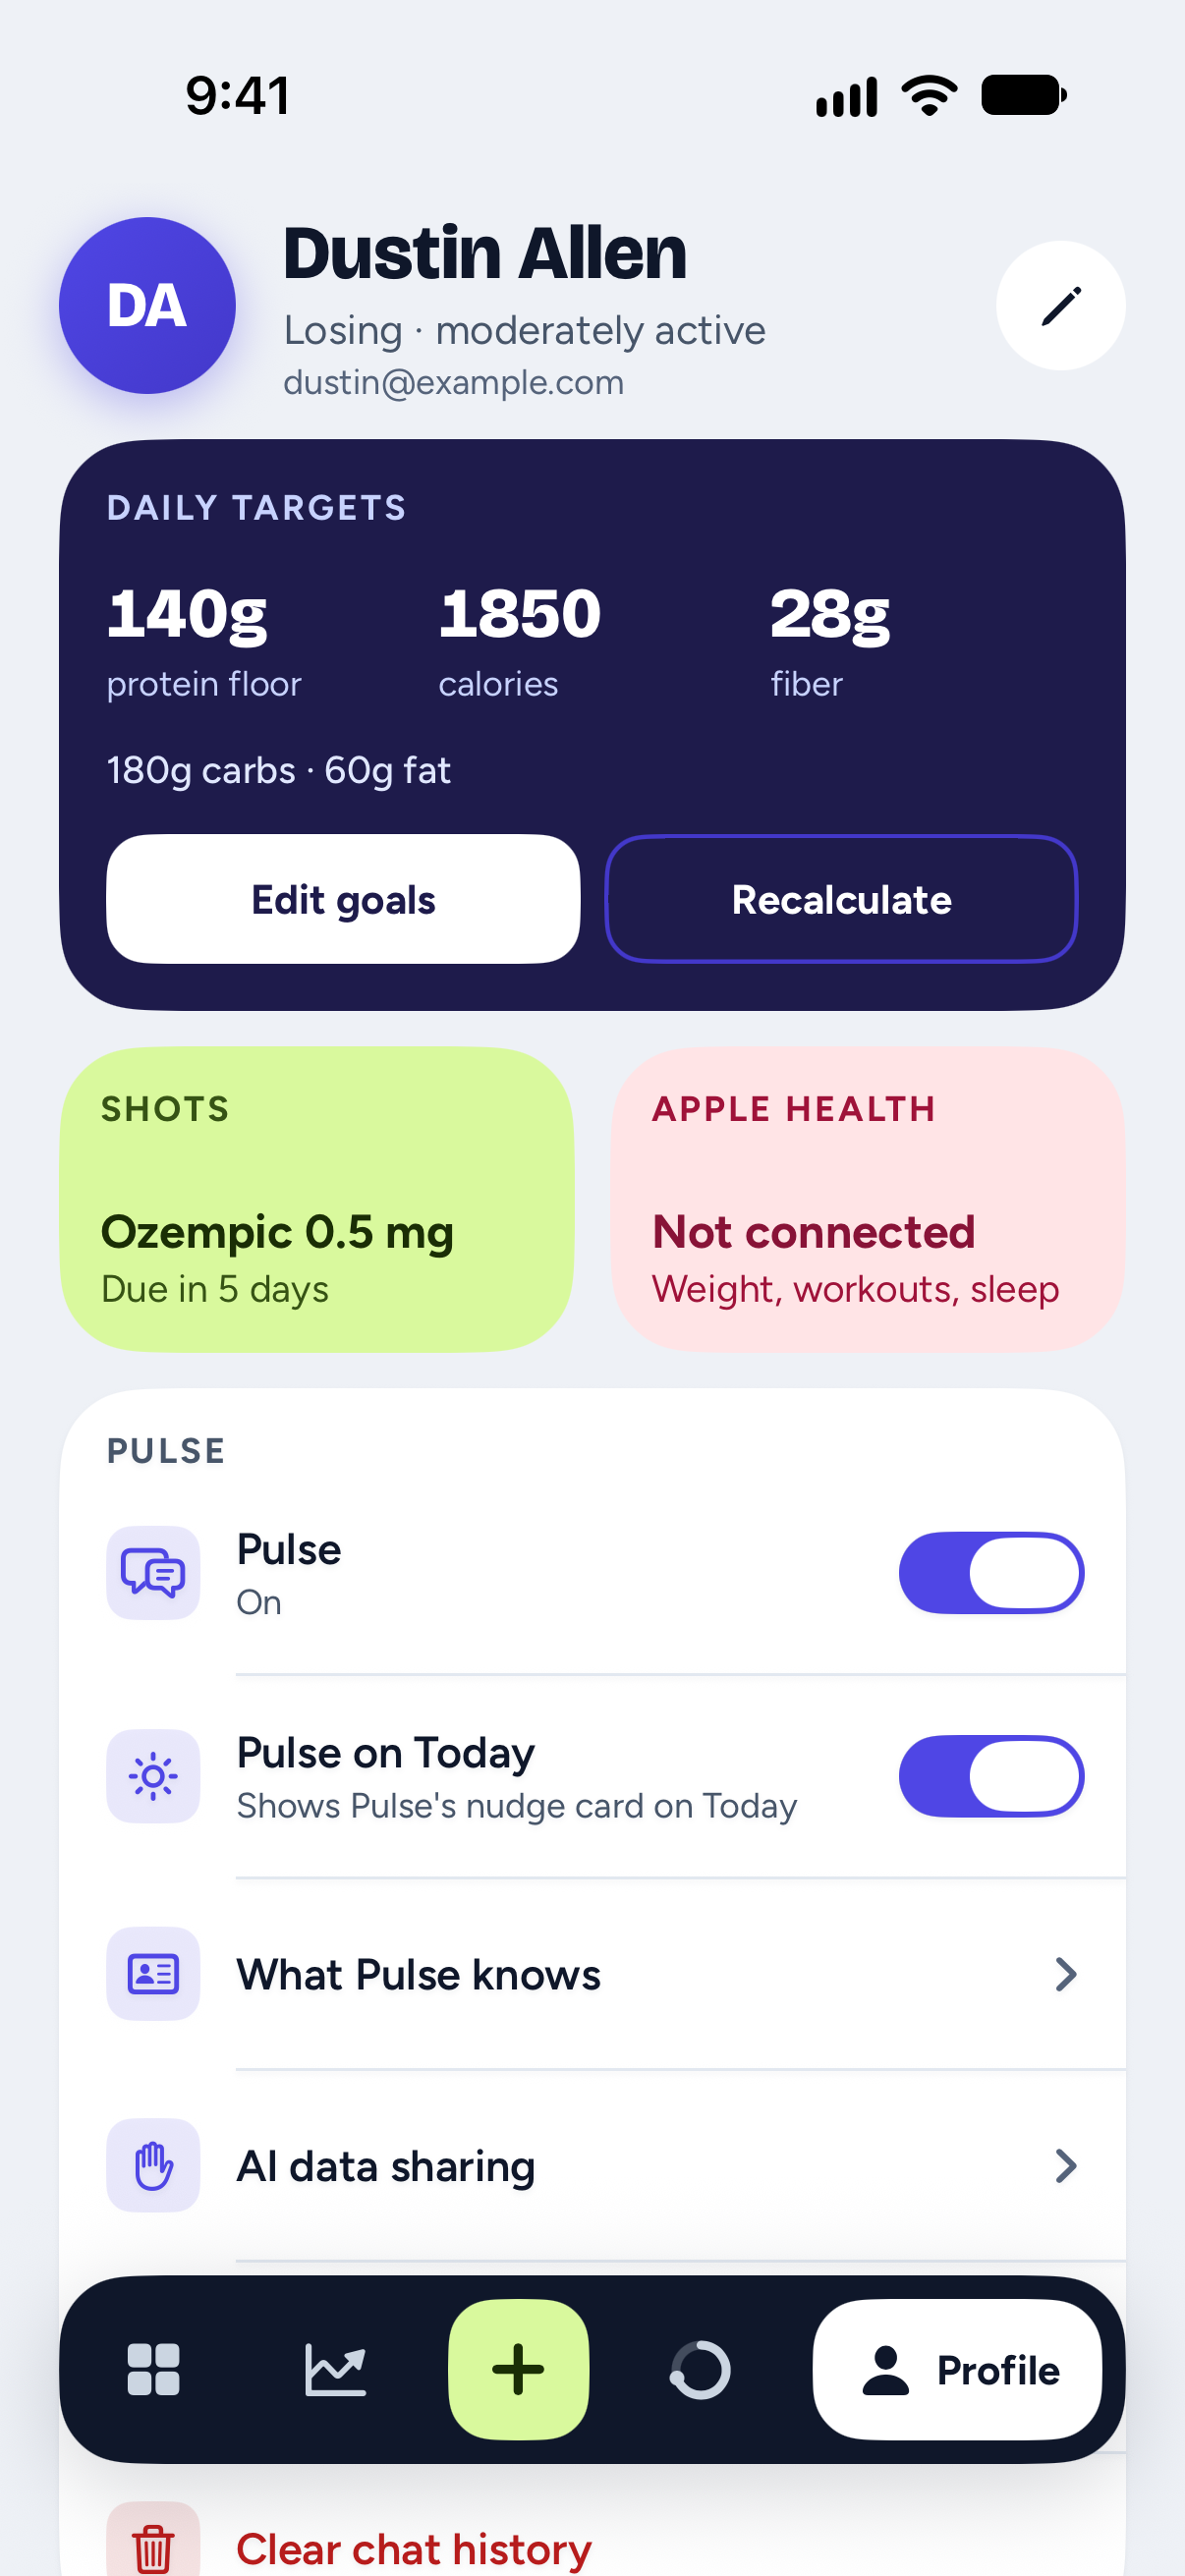 9:41
DA
Dustin Allen
Losing · moderately active
dustin@example.com
DAILY TARGETS
140g
protein floor
1850
calories
28g
fiber
180g carbs · 60g fat
Edit goals
Recalculate
SHOTS
Ozempic 0.5 mg
Due in 5 days
APPLE HEALTH
Not connected
Weight, workouts, sleep
PULSE
Pulse
On
Pulse on Today
Shows Pulse's nudge card on Today
What Pulse knows
AI data sharing
Profile
Clear chat history